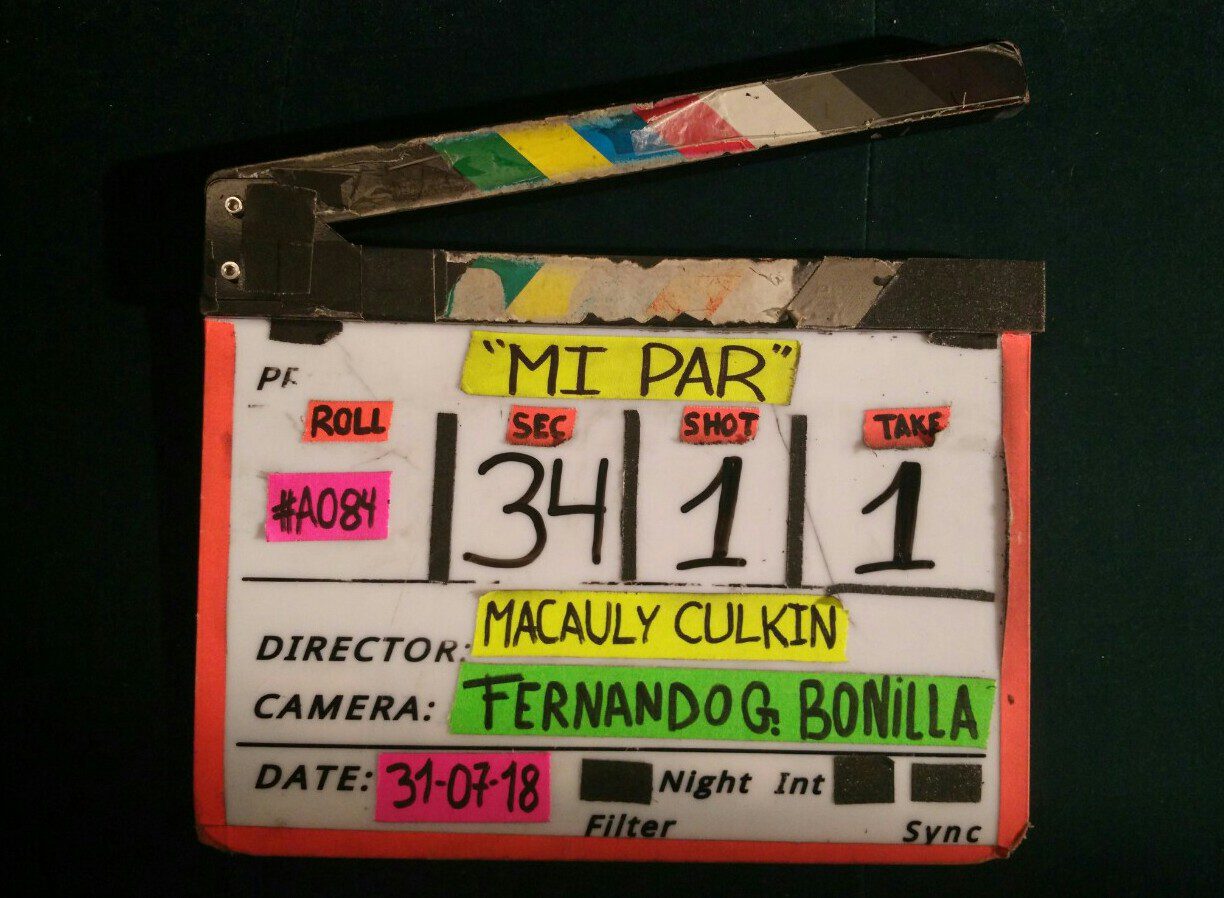 "MI PAR"
ROLL SEC SHOT TAKE
#A084 34 1 1
DIRECTOR: MACAULY CULKIN
CAMERA: FERNANDO G. BONiLLA
DATE: 31-07-18 Night Int
Filter Sync